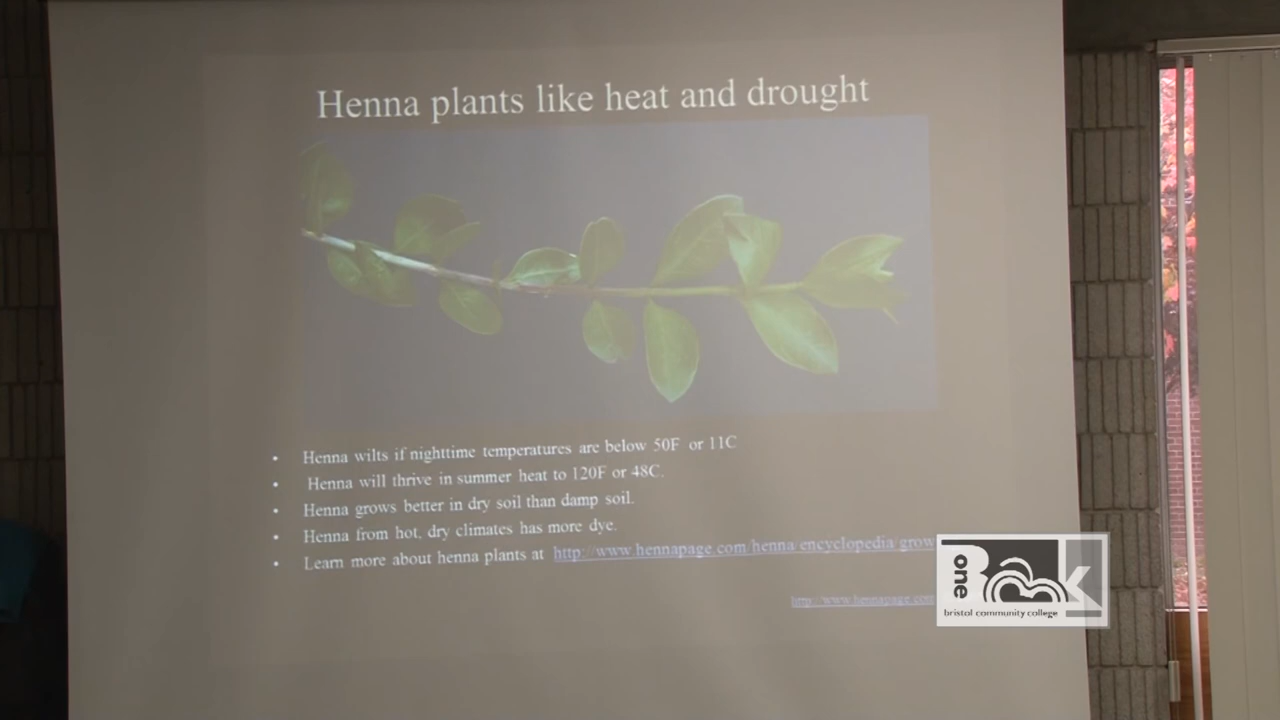 Henna plants like heat and drought
• Henna wilts if nighttime temperatures are below 50F or 11C
• Henna will thrive in summer heat to 120F or 48C.
• Henna grows better in dry soil than damp soil.
• Henna from hot, dry climates has more dye.
• Learn more about henna plants at http://www.hennapage.com/henna/encyclopedia/grow
http://www.hennapage.com
one Book
bristol community college